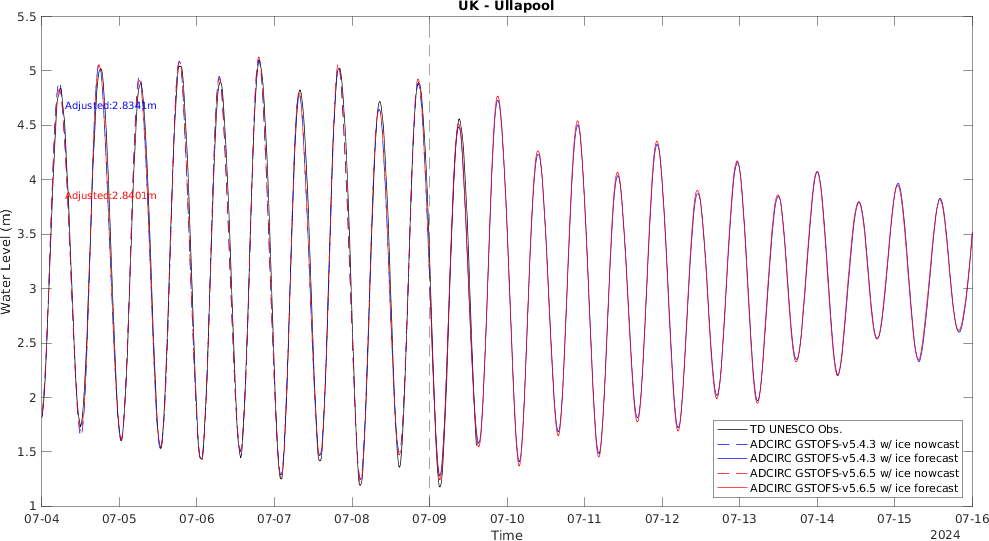 UK - Ullapool
5.5
5
4.5
4
3.5
3
2.5
2
1.5
1
Water Level (m)
Adjusted:2.8341m
Adjusted:2.8401m
TD UNESCO Obs.
ADCIRC GSTOFS-v5.4.3 w/ ice nowcast
ADCIRC GSTOFS-v5.4.3 w/ ice forecast
ADCIRC GSTOFS-v5.6.5 w/ ice nowcast
ADCIRC GSTOFS-v5.6.5 w/ ice forecast
07-04 07-05 07-06 07-07 07-08 07-09 07-10 07-11 07-12 07-13 07-14 07-15 07-16
Time
2024